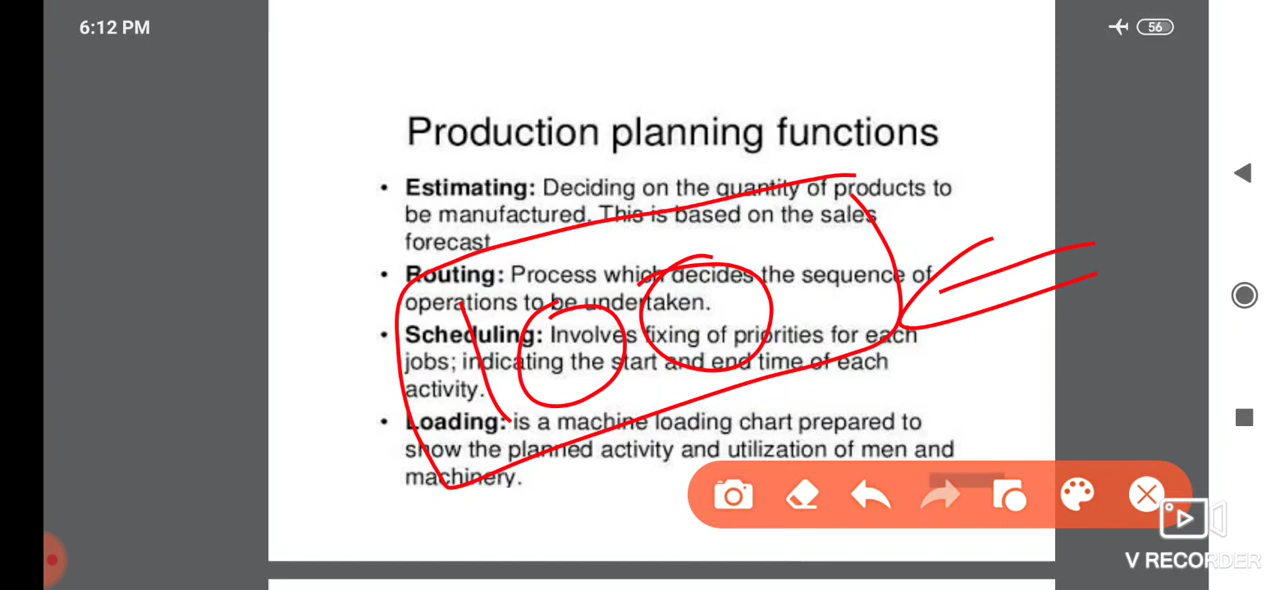 6:12 PM
56
Production planning functions
• Estimating: Deciding on the quantity of products to
be manufactured. This is based on the sales
forecast.
• Routing: Process which decides the sequence of
operations to be undertaken.
• Scheduling: Involves fixing of priorities for each
jobs; indicating the start and end time of each
activity.
• Loading: is a machine loading chart prepared to
show the planned activity and utilization of men and
machinery.
V RECORDER